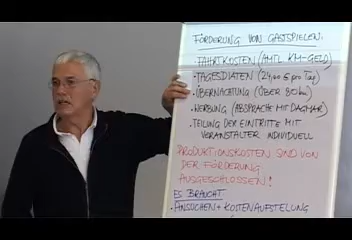 FÖRDERUNG VON GASTSPIELEN:
• FAHRTKOSTEN (AMTL KM-GELD)
• TAGESDIÄTEN (24,00 € pro Tag)
• ÜBERNACHTUNG (ÜBER 80 km)
• WERBUNG (ABSPRACHE MIT DAGMAR)
• TEILUNG DER EINTRITTE MIT
VERANSTALTER INDIVIDUELL
PRODUKTIONSKOSTEN SIND VON
DER FÖRDERUNG
AUSGESCHLOSSEN!
ES BRAUCHT
• ANSUCHEN + KOSTENAUFSTELLUNG